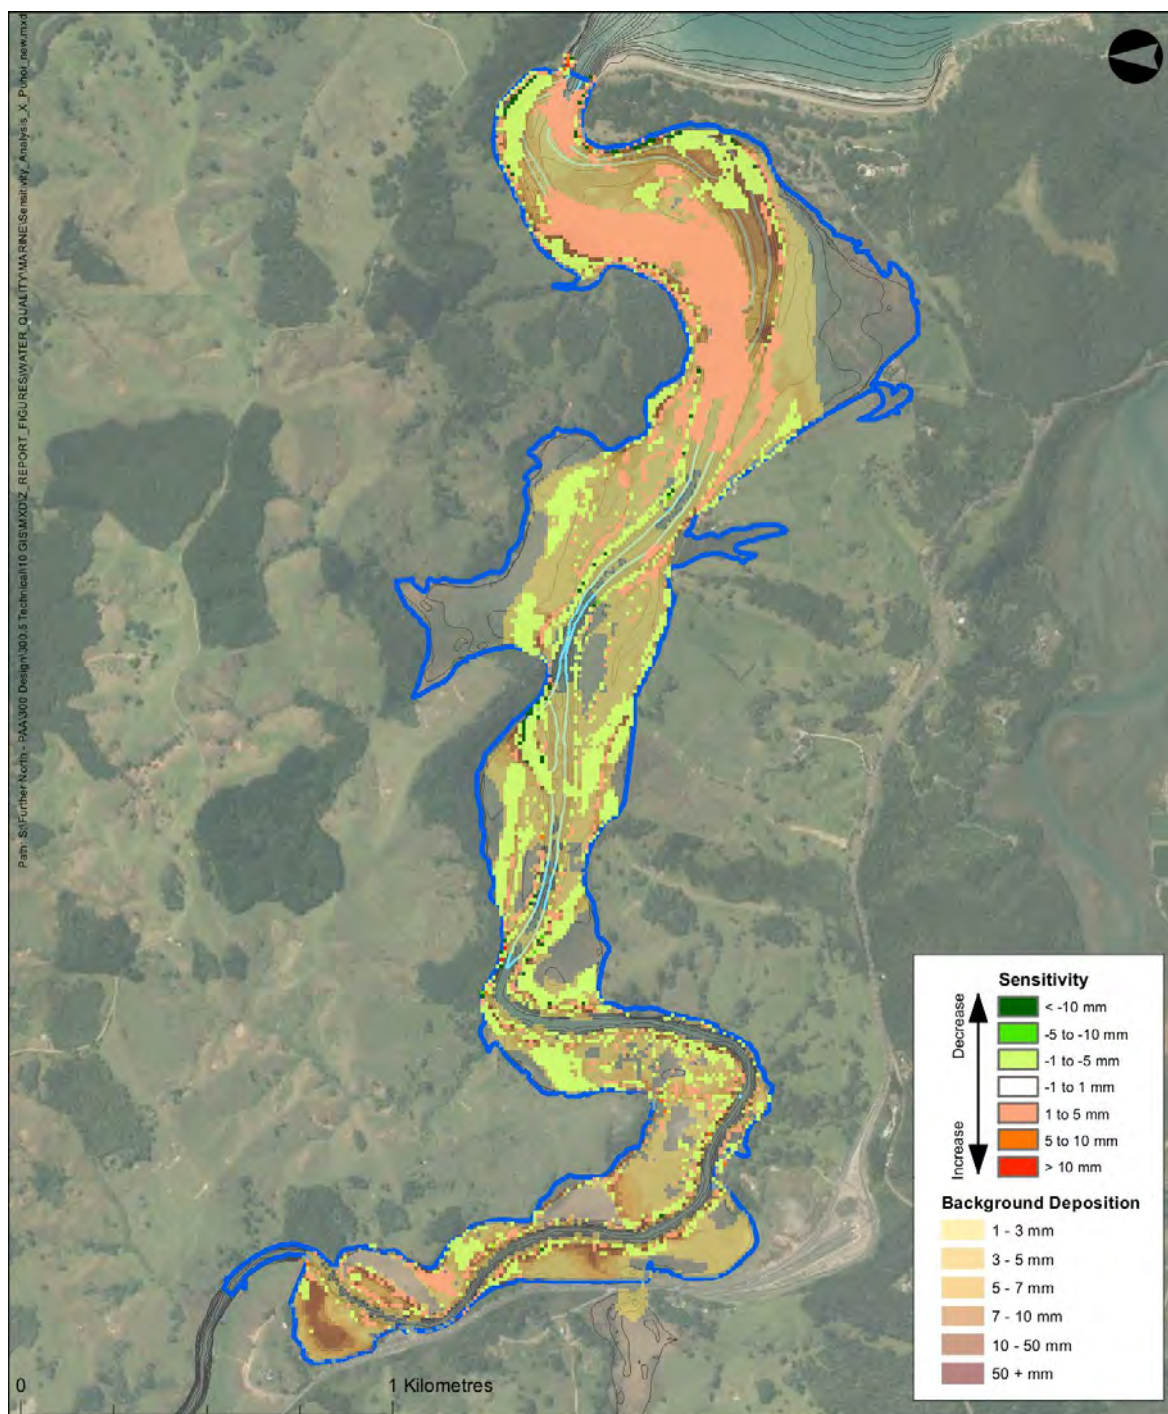 Path: S:\Further North - PAA\300 Design\300.5 Technical\10 GIS\MXD\Z_REPORT_FIGURES\WATER_QUALITY\MARINE\Sensitivity_Analysis_X_Puhoi_new.mxd
Sensitivity
Decrease
Increase
< -10 mm
-5 to -10 mm
-1 to -5 mm
-1 to 1 mm
1 to 5 mm
5 to 10 mm
> 10 mm
Background Deposition
1 - 3 mm
3 - 5 mm
5 - 7 mm
7 - 10 mm
10 - 50 mm
50 + mm
0
1 Kilometres